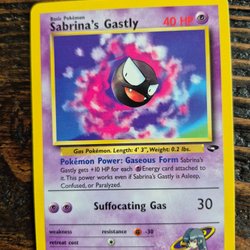 Basic Pokémon
Sabrina's Gastly 40 HP
Gas Pokémon. Length: 4' 3", Weight: 0.2 lbs.
Pokémon Power: Gaseous Form Sabrina's
Gastly gets +10 HP for each Energy card attached to
it. This power works even if Sabrina's Gastly is Asleep,
Confused, or Paralyzed.
Suffocating Gas 30
weakness resistance -30
retreat cost